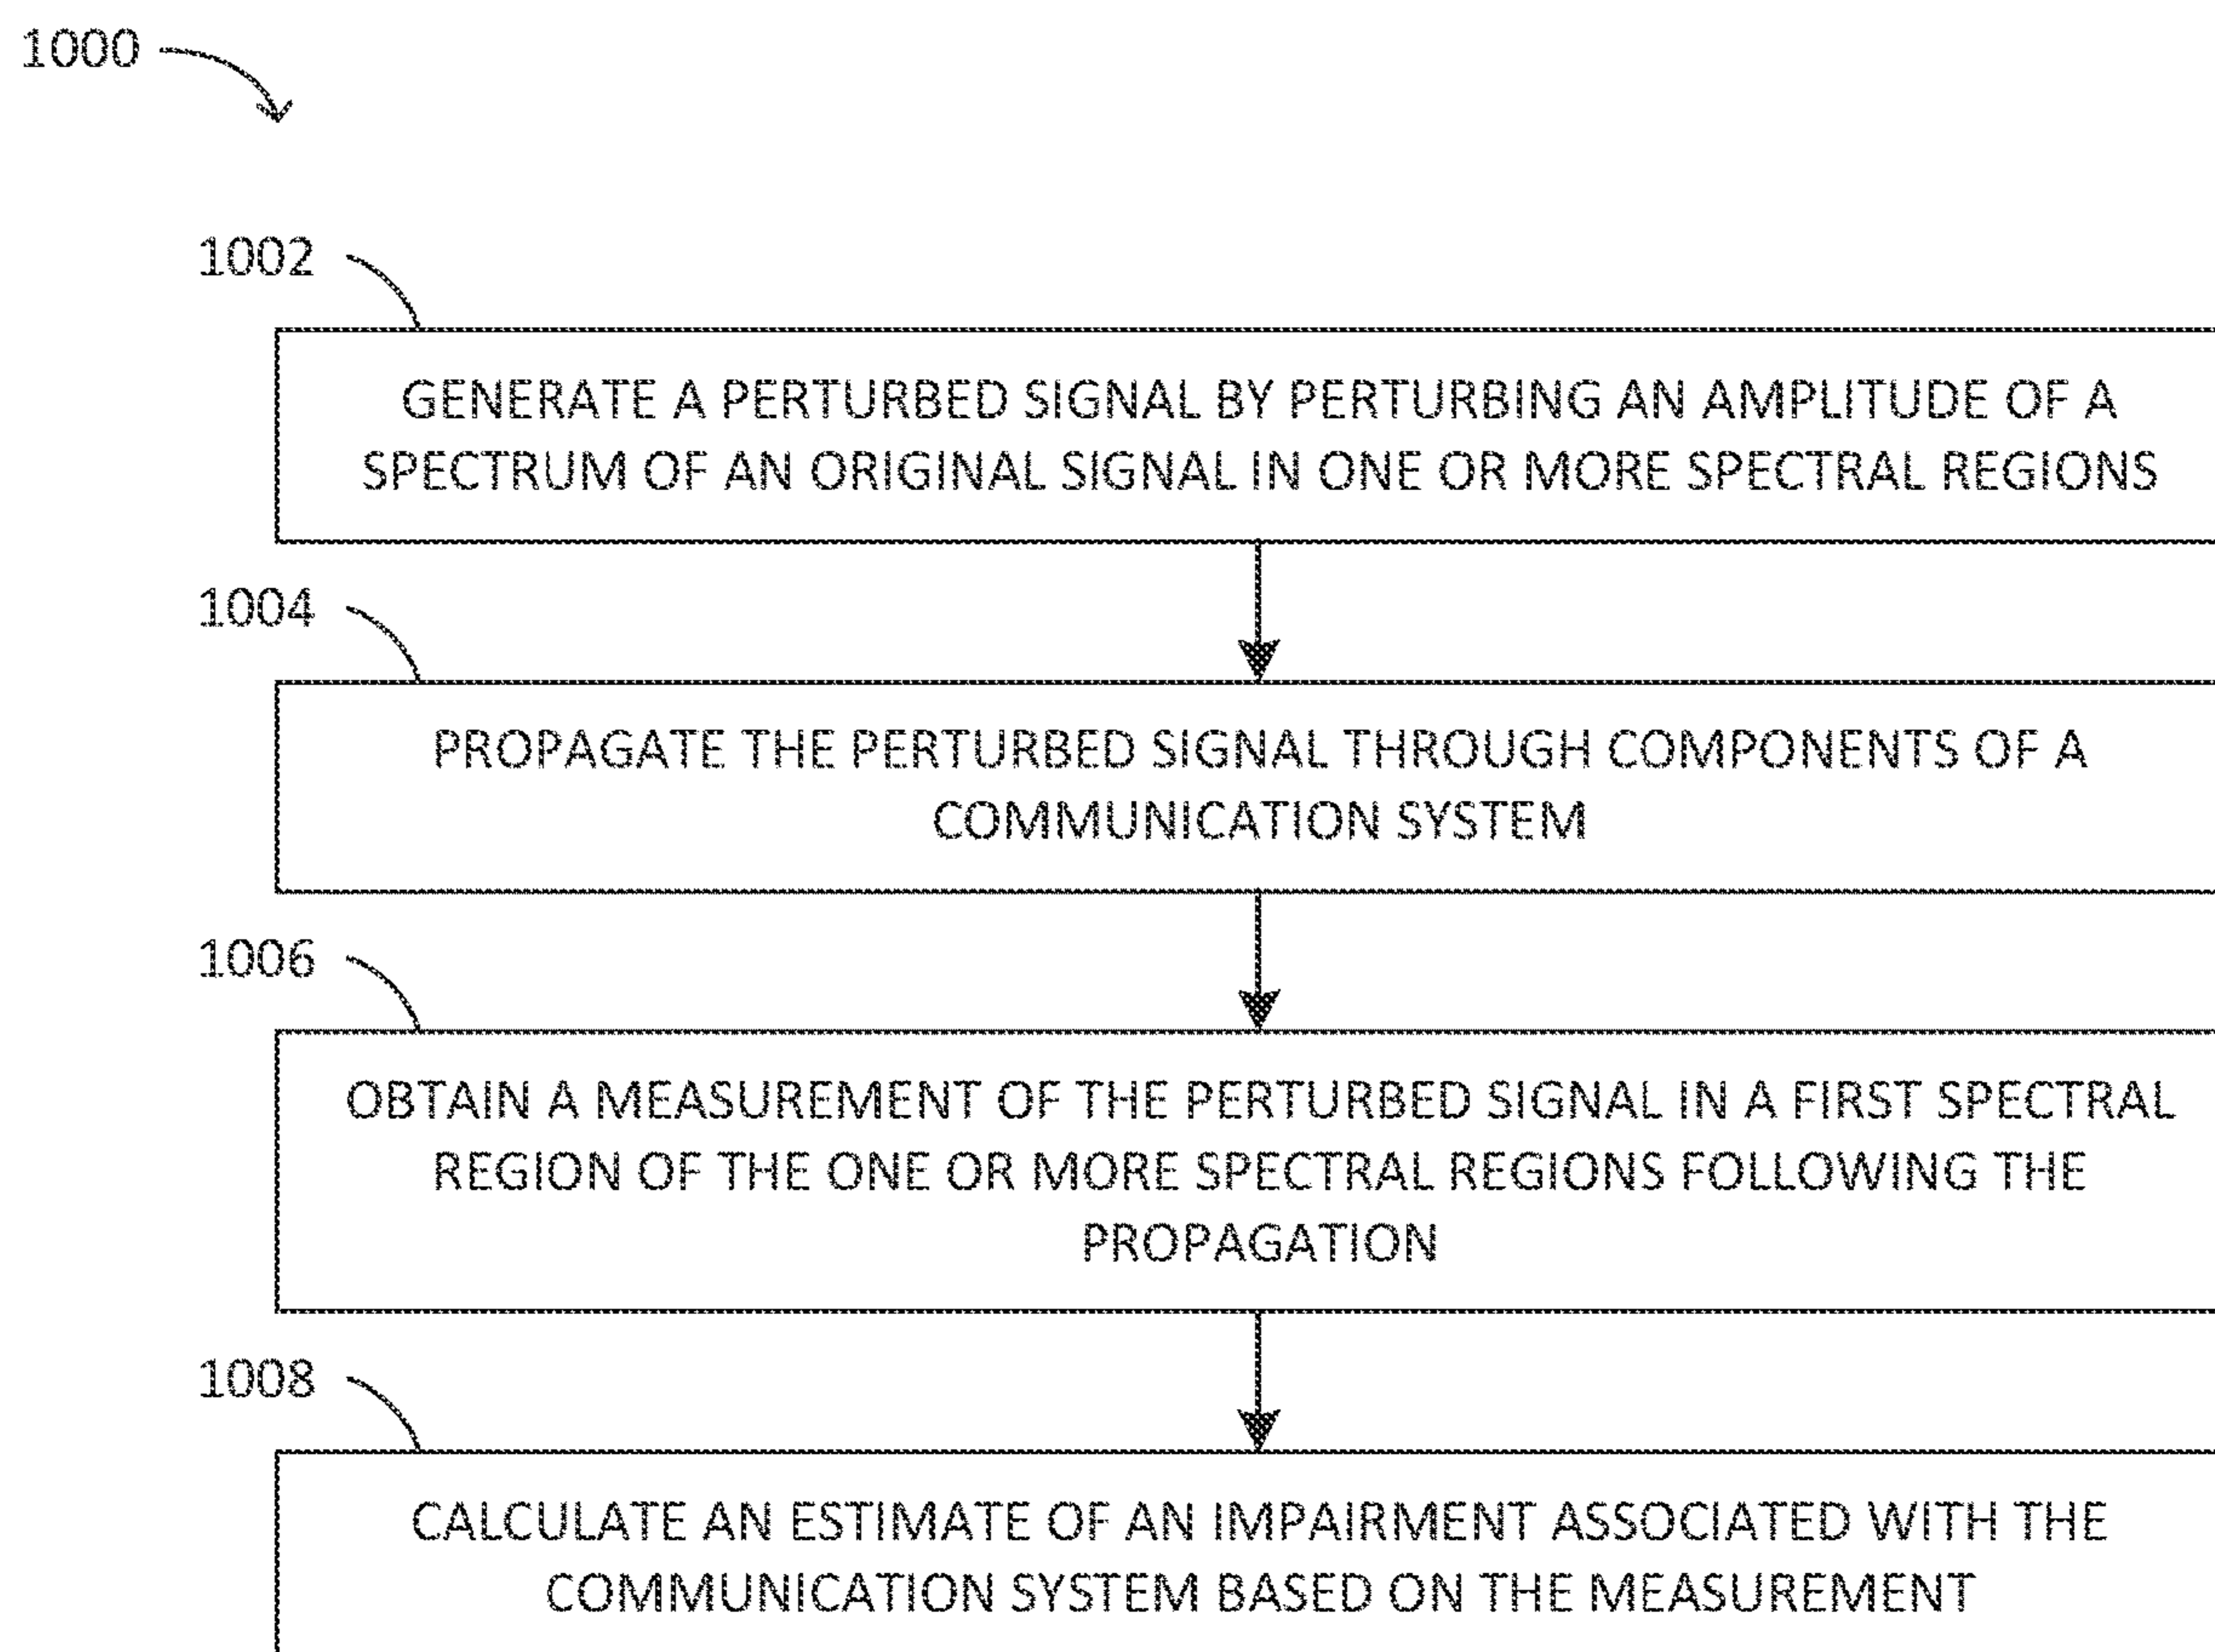 1000
1002
GENERATE A PERTURBED SIGNAL BY PERTURBING AN AMPLITUDE OF A
SPECTRUM OF AN ORIGINAL SIGNAL IN ONE OR MORE SPECTRAL REGIONS
1004
PROPAGATE THE PERTURBED SIGNAL THROUGH COMPONENTS OF A
COMMUNICATION SYSTEM
1006
OBTAIN A MEASUREMENT OF THE PERTURBED SIGNAL IN A FIRST SPECTRAL
REGION OF THE ONE OR MORE SPECTRAL REGIONS FOLLOWING THE
PROPAGATION
1008
CALCULATE AN ESTIMATE OF AN IMPAIRMENT ASSOCIATED WITH THE
COMMUNICATION SYSTEM BASED ON THE MEASUREMENT